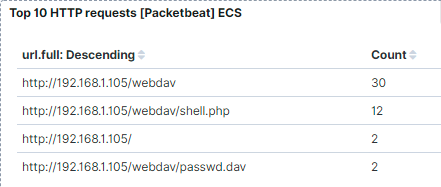 Top 10 HTTP requests [Packetbeat] ECS
url.full: Descending Count
http://192.168.1.105/webdav 30
http://192.168.1.105/webdav/shell.php 12
http://192.168.1.105/ 2
http://192.168.1.105/webdav/passwd.dav 2